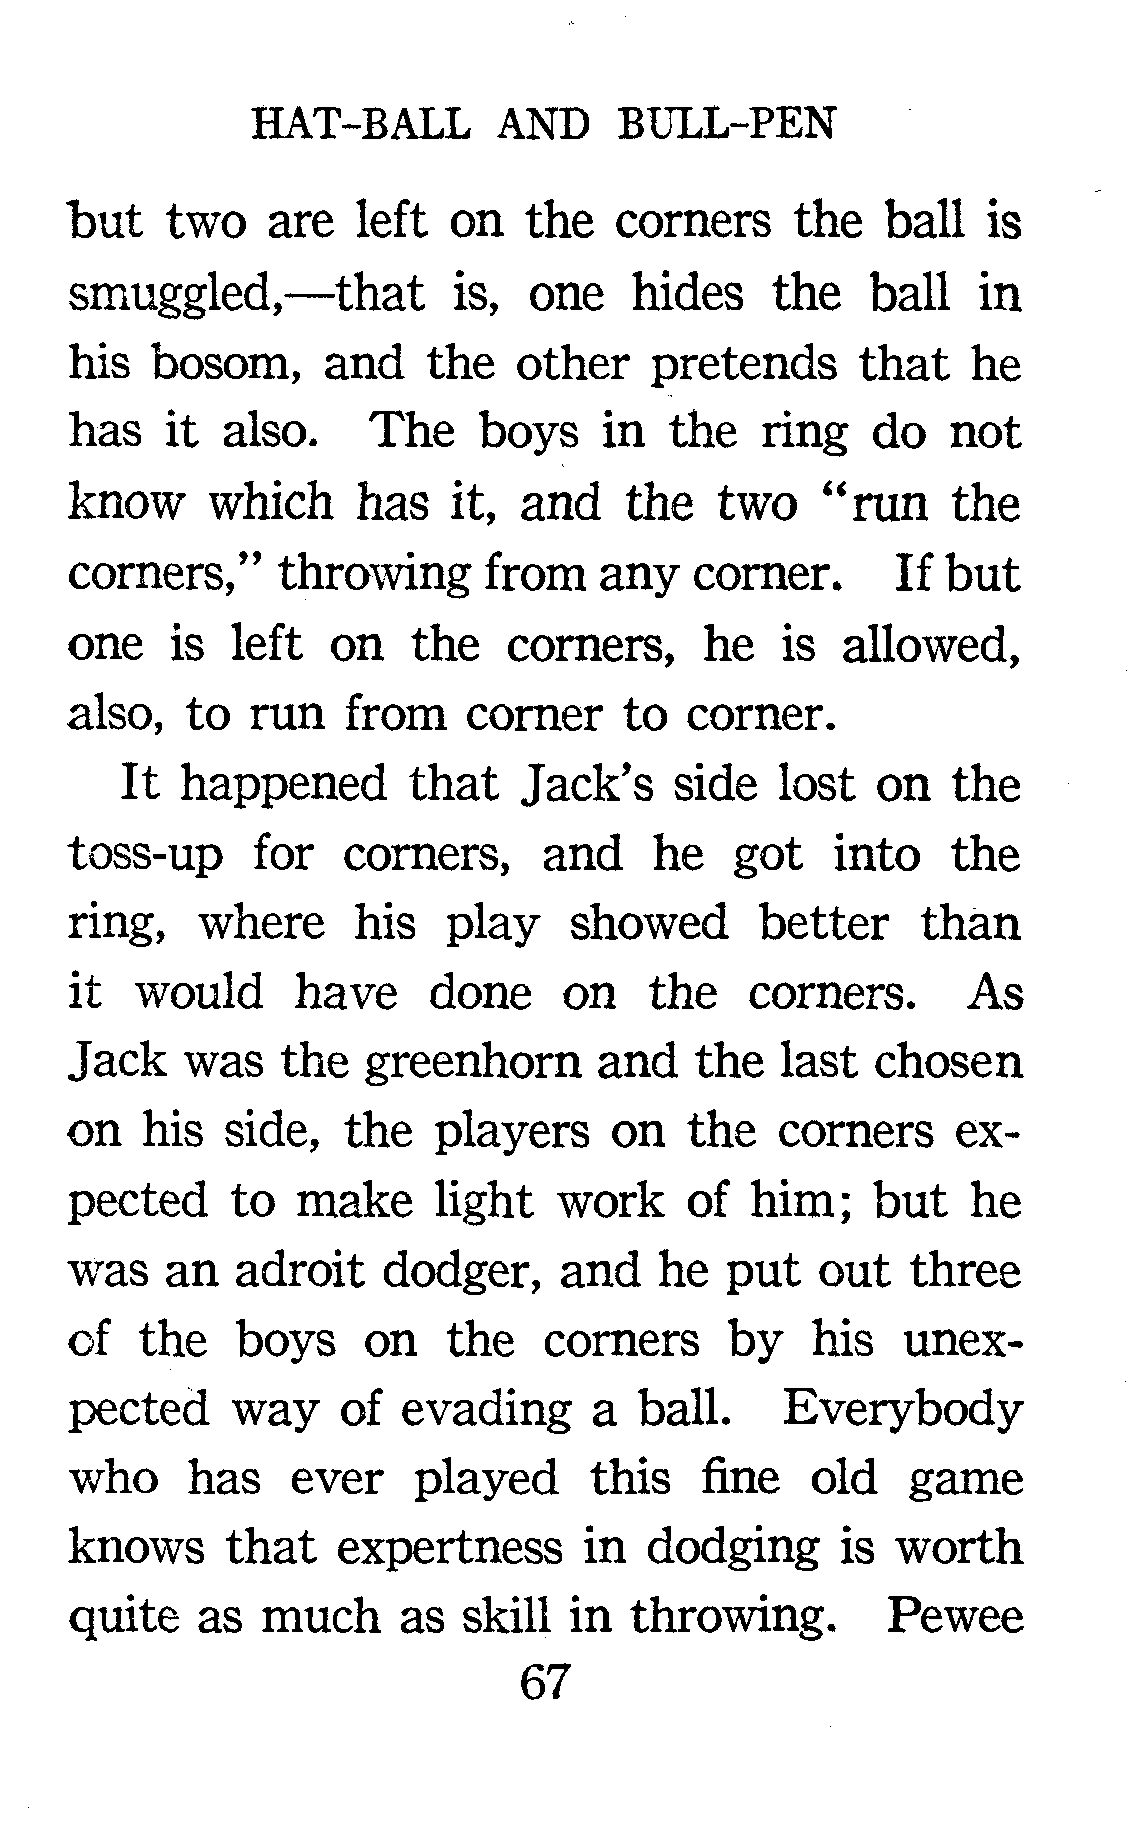 HAT-BALL AND BULL-PEN
but two are left on the corners the ball is
smuggled,—that is, one hides the ball in
his bosom, and the other pretends that he
has it also. The boys in the ring do not
know which has it, and the two “run the
corners,” throwing from any corner. If but
one is left on the corners, he is allowed,
also, to run from corner to corner.
It happened that Jack’s side lost on the
toss-up for corners, and he got into the
ring, where his play showed better than
it would have done on the corners. As
Jack was the greenhorn and the last chosen
on his side, the players on the corners ex-
pected to make light work of him; but he
was an adroit dodger, and he put out three
of the boys on the corners by his unex-
pected way of evading a ball. Everybody
who has ever played this fine old game
knows that expertness in dodging is worth
quite as much as skill in throwing. Pewee
67